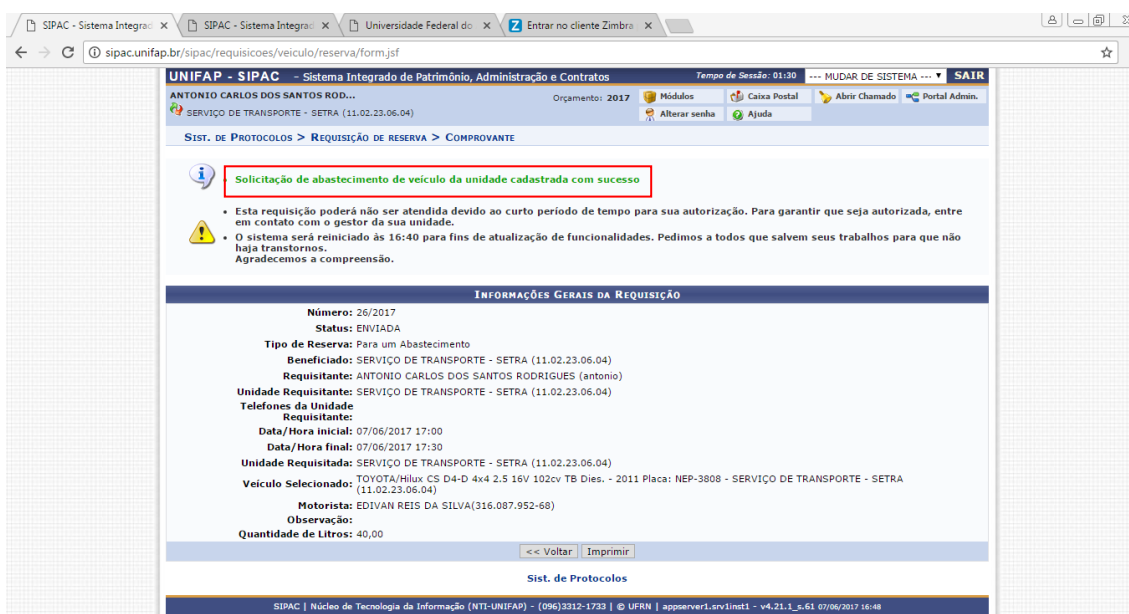 SIPAC - Sistema Integrad
SIPAC - Sistema Integrad
Universidade Federal do
Entrar no cliente Zimbra
sipac.unifap.br/sipac/requisicoes/veiculo/reserva/form.jsf
UNIFAP - SIPAC - Sistema Integrado de Patrimônio, Administração e Contratos
Tempo de Sessão: 01:30
--- MUDAR DE SISTEMA ---
SAIR
ANTONIO CARLOS DOS SANTOS ROD...
Orçamento: 2017
Módulos
Caixa Postal
Abrir Chamado
Portal Admin.
SERVIÇO DE TRANSPORTE - SETRA (11.02.23.06.04)
Alterar senha
Ajuda
SIST. DE PROTOCOLOS > REQUISIÇÃO DE RESERVA > COMPROVANTE
Solicitação de abastecimento de veículo da unidade cadastrada com sucesso
• Esta requisição poderá não ser atendida devido ao curto período de tempo para sua autorização. Para garantir que seja autorizada, entre
em contato com o gestor da sua unidade.
• O sistema será reiniciado às 16:40 para fins de atualização de funcionalidades. Pedimos a todos que salvem seus trabalhos para que não
haja transtornos.
Agradecemos a compreensão.
INFORMAÇÕES GERAIS DA REQUISIÇÃO
Número: 26/2017
Status: ENVIADA
Tipo de Reserva: Para um Abastecimento
Beneficiado: SERVIÇO DE TRANSPORTE - SETRA (11.02.23.06.04)
Requisitante: ANTONIO CARLOS DOS SANTOS RODRIGUES (antonio)
Unidade Requisitante: SERVIÇO DE TRANSPORTE - SETRA (11.02.23.06.04)
Telefones da Unidade
Requisitante:
Data/Hora inicial: 07/06/2017 17:00
Data/Hora final: 07/06/2017 17:30
Unidade Requisitada: SERVIÇO DE TRANSPORTE - SETRA (11.02.23.06.04)
Veículo Selecionado: TOYOTA/Hilux CS D4-D 4x4 2.5 16V 102cv TB Dies. - 2011 Placa: NEP-3808 - SERVIÇO DE TRANSPORTE - SETRA
(11.02.23.06.04)
Motorista: EDIVAN REIS DA SILVA(316.087.952-68)
Observação:
Quantidade de Litros: 40,00
<< Voltar
Imprimir
Sist. de Protocolos
SIPAC | Núcleo de Tecnologia da Informação (NTI-UNIFAP) - (096)3312-1733 | © UFRN | appserver1.srv1inst1 - v4.21.1_s.61 07/06/2017 16:48